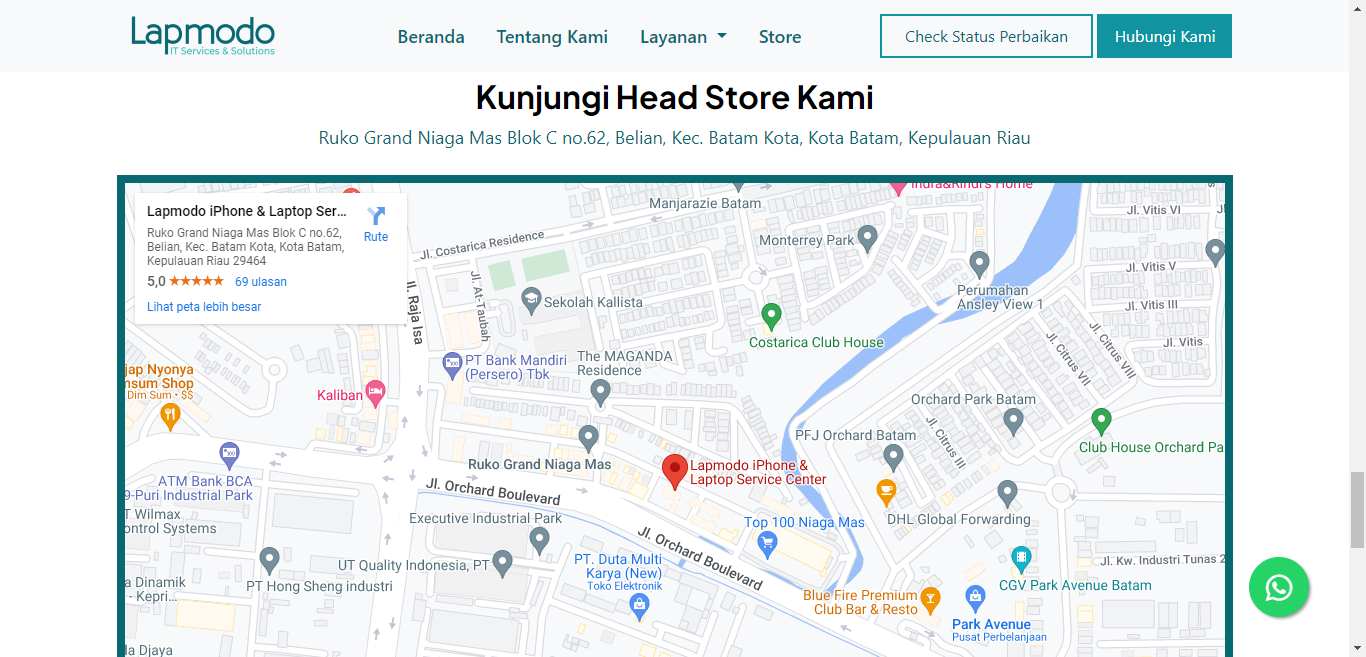 Lapmodo
IT Services & Solutions
Beranda
Tentang Kami
Layanan
Store
Check Status Perbaikan
Hubungi Kami
Kunjungi Head Store Kami
Ruko Grand Niaga Mas Blok C no.62, Belian, Kec. Batam Kota, Kota Batam, Kepulauan Riau
Lapmodo iPhone & Laptop Ser...
Ruko Grand Niaga Mas Blok C no.62,
Belian, Kec. Batam Kota, Kota Batam,
Kepulauan Riau 29464
5,0
69 ulasan
Lihat peta lebih besar
Rute
Indra&Rindi's Home
Manjarazie Batam
Jl. Vitis VI
Jl. Costarica Residence
Monterrey Park
Jl. Vitis V
Jl. At-Taubah
Jl. Raja Isa
Sekolah Kallista
Perumahan
Ansley View 1
Jl. Vitis III
Costarica Club House
Jl. Vitis
Jl. Citrus VII
Jl. Citrus VIII
PT Bank Mandiri
(Persero) Tbk
The MAGANDA
Residence
jap Nyonya
msum Shop
Dim Sum • $$
Kaliban
Orchard Park Batam
Jl. Citrus III
PFJ Orchard Batam
Club House Orchard Pa
Ruko Grand Niaga Mas
Lapmodo iPhone &
Laptop Service Center
ATM Bank BCA
9-Puri Industrial Park
Jl. Orchard Boulevard
T Wilmax
ontrol Systems
Executive Industrial Park
Top 100 Niaga Mas
DHL Global Forwarding
Jl. Orchard Boulevard
UT Quality Indonesia, PT
PT. Duta Multi
Karya (New)
Toko Elektronik
Jl. Kw. Industri Tunas 2
a Dinamik
- Kepri...
PT Hong Sheng industri
CGV Park Avenue Batam
Blue Fire Premium
Club Bar & Resto
Park Avenue
Pusat Perbelanjaan
la Djaya